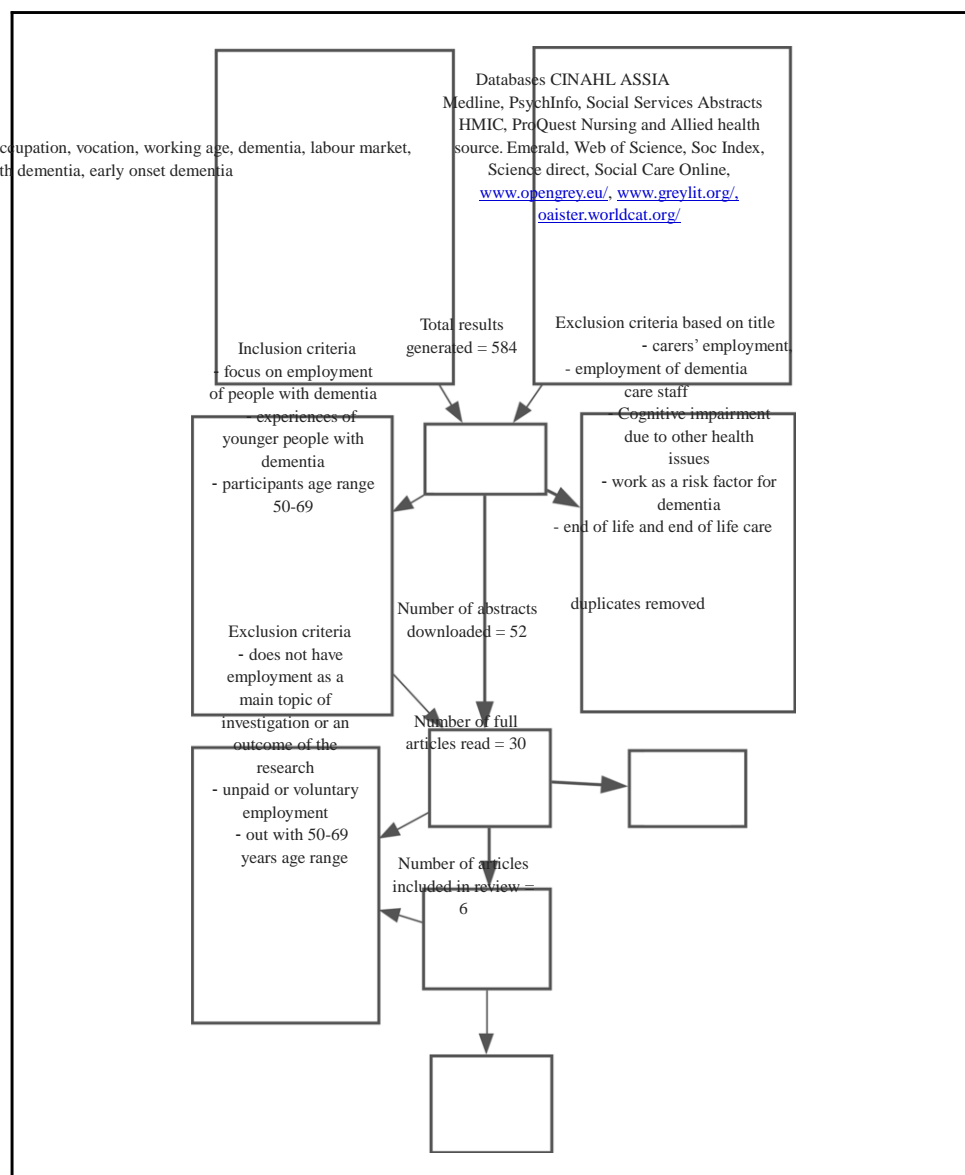 occupation, vocation, working age, dementia, labour market,
dementia, early onset dementia
Databases CINAHL ASSIA
Medline, PsychInfo, Social Services Abstracts
HMIC, ProQuest Nursing and Allied health
source. Emerald, Web of Science, Soc Index,
Science direct, Social Care Online,
www.opengrey.eu/, www.greylit.org/,
oaister.worldcat.org/
Total results
generated = 584
Inclusion criteria
- focus on employment
of people with dementia
- experiences of
younger people with
dementia
- participants age range
50-69
Exclusion criteria based on title
- carers’ employment,
- employment of dementia
care staff
- Cognitive impairment
due to other health
issues
- work as a risk factor for
dementia
- end of life and end of life care
duplicates removed
Number of abstracts
downloaded = 52
Exclusion criteria
- does not have
employment as a
main topic of
investigation or an
outcome of the
research
- unpaid or voluntary
employment
- out with 50-69
years age range
Number of full
articles read = 30
Number of articles
included in review =
6